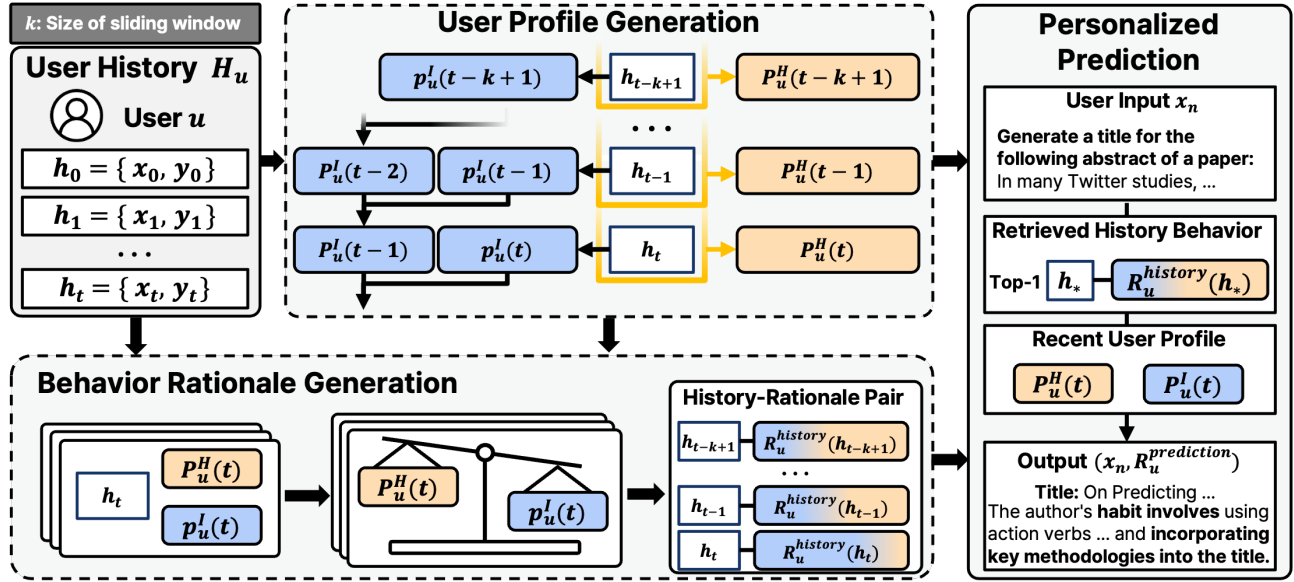 k: Size of sliding window
User History H_u
User u
h_0 = { x_0, y_0}
h_1 = { x_1, y_1}
...
h_t = { x_t, y_t}
User Profile Generation
p_u^I(t − k + 1)
h_{t−k+1}
P_u^H(t − k + 1)
...
P_u^I(t − 2)
p_u^I(t − 1)
h_{t−1}
P_u^H(t − 1)
P_u^I(t − 1)
p_u^I(t)
h_t
P_u^H(t)
Behavior Rationale Generation
h_t
P_u^H(t)
p_u^I(t)
P_u^H(t)
p_u^I(t)
History-Rationale Pair
h_{t−k+1}
R_u^{history}(h_{t−k+1})
...
h_{t−1}
R_u^{history}(h_{t−1})
h_t
R_u^{history}(h_t)
Personalized
Prediction
User Input x_n
Generate a title for the
following abstract of a paper:
In many Twitter studies, ...
Retrieved History Behavior
Top-1
h_*
R_u^{history}(h_*)
Recent User Profile
P_u^H(t)
P_u^I(t)
Output (x_n, R_u^{prediction})
Title: On Predicting ...
The author's habit involves using
action verbs ... and incorporating
key methodologies into the title.